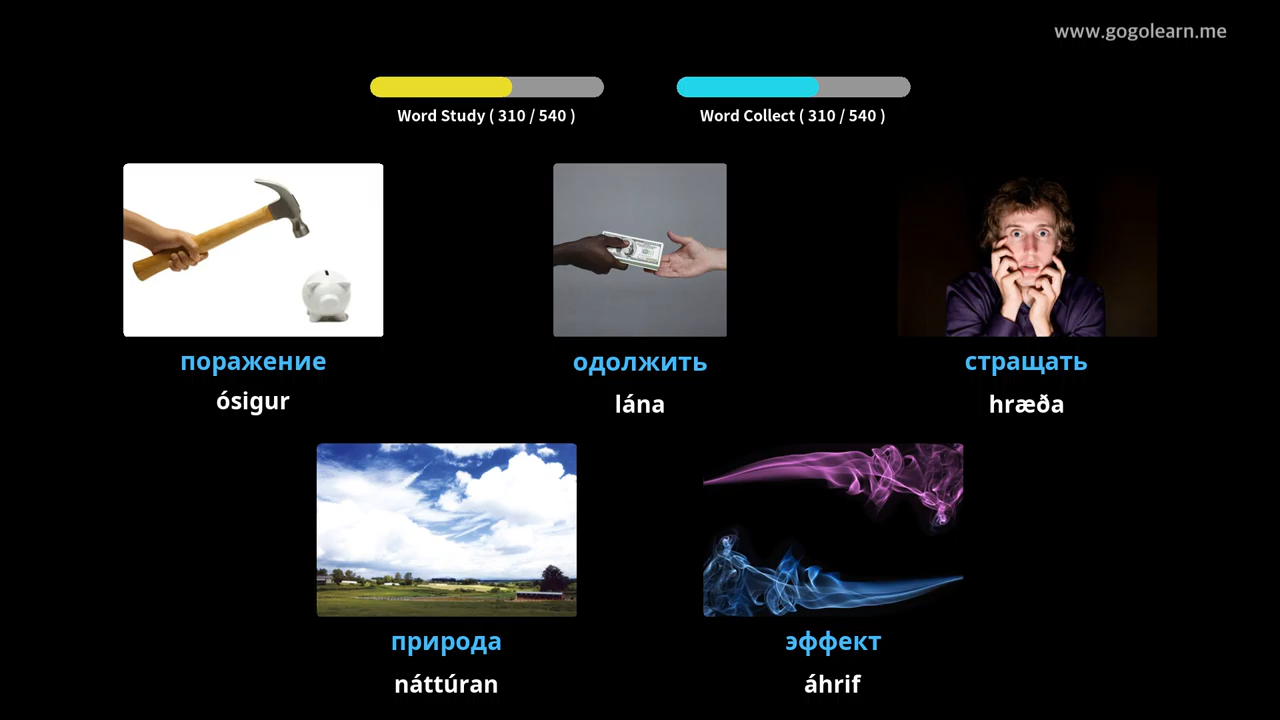 www.gogolearn.me
Word Study ( 310 / 540 )
Word Collect ( 310 / 540 )
поражение
ósigur
одолжить
lána
стращать
hræða
природа
náttúran
эффект
áhrif